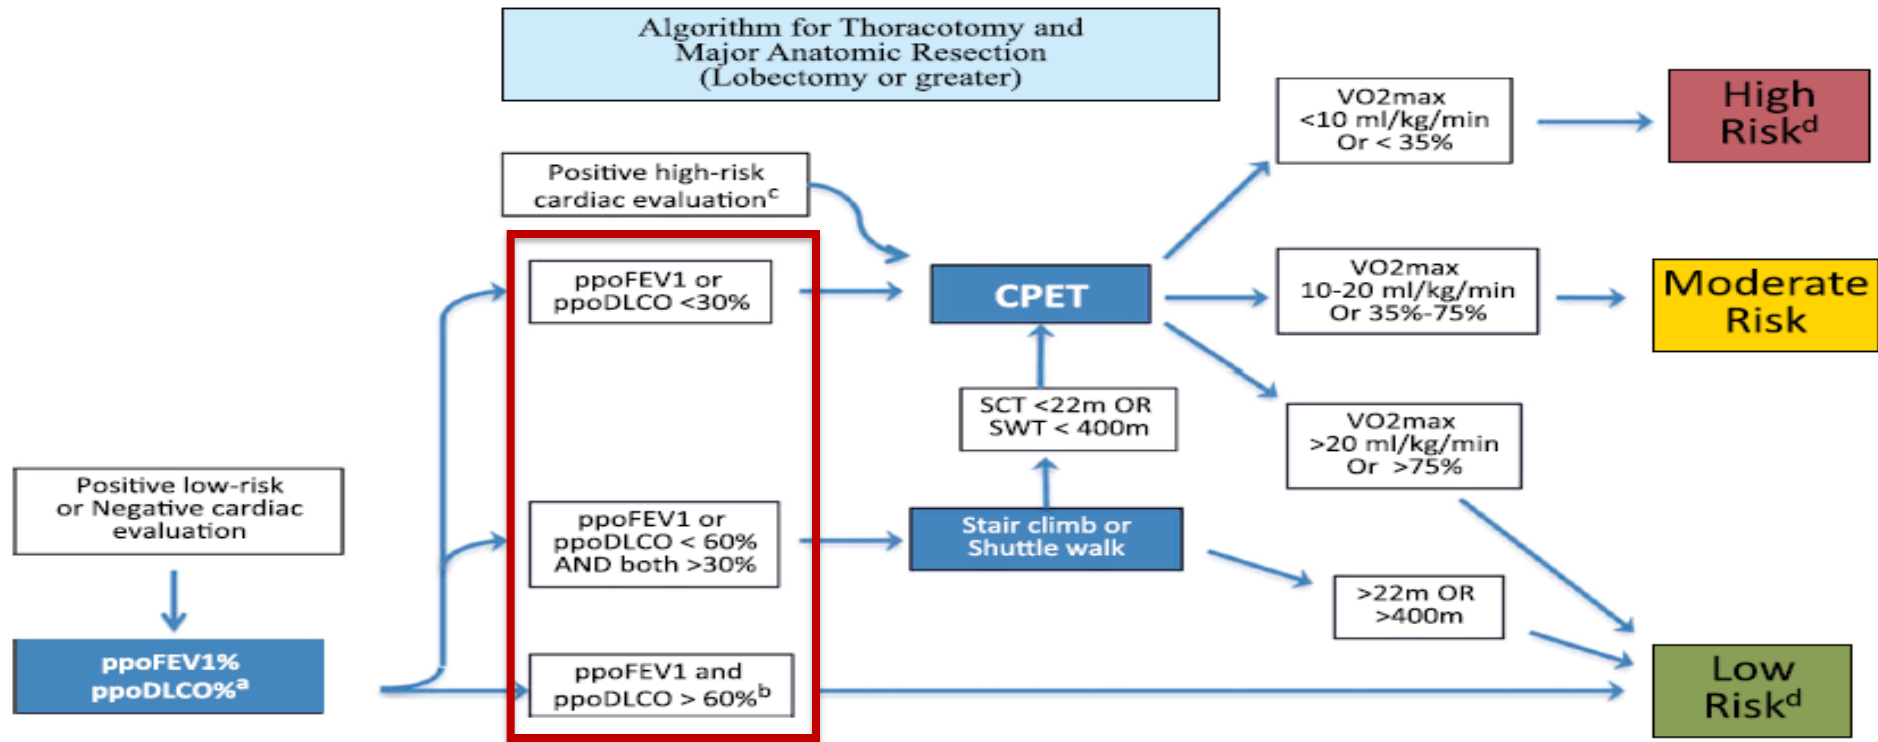 Algorithm for Thoracotomy and
Major Anatomic Resection
(Lobectomy or greater)
Positive high-risk
cardiac evaluationc
Positive low-risk
or Negative cardiac
evaluation
ppoFEV1%
ppoDLCO%a
ppoFEV1 or
ppoDLCO <30%
ppoFEV1 or
ppoDLCO < 60%
AND both >30%
ppoFEV1 and
ppoDLCO > 60%b
CPET
SCT <22m OR
SWT < 400m
Stair climb or
Shuttle walk
>22m OR
>400m
VO2max
<10 ml/kg/min
Or < 35%
VO2max
10-20 ml/kg/min
Or 35%-75%
VO2max
>20 ml/kg/min
Or >75%
High
Riskd
Moderate
Risk
Low
Riskd